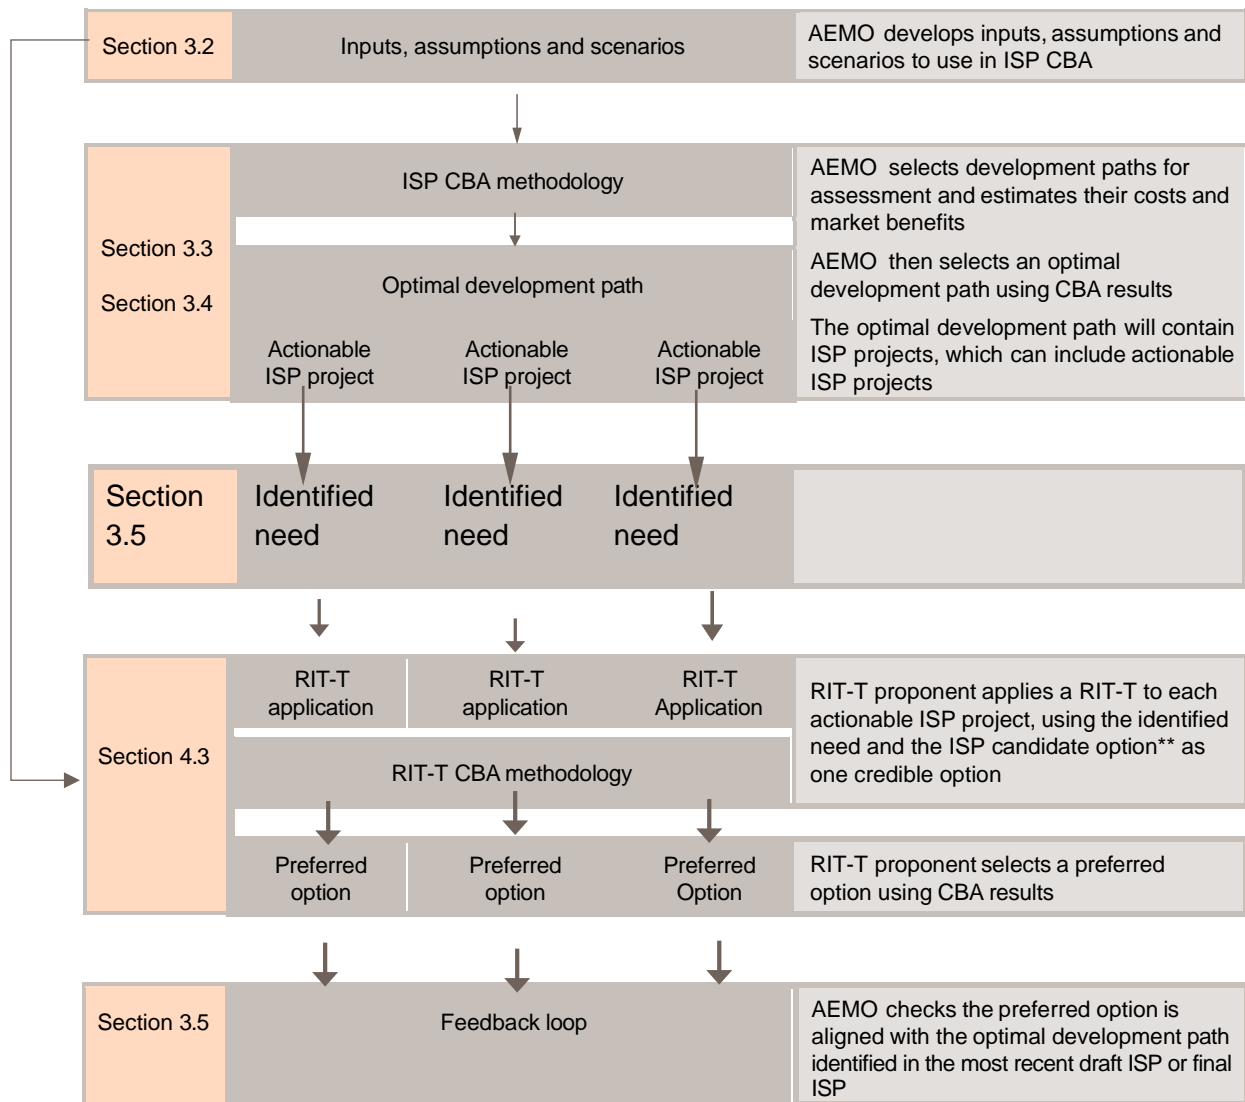 Section 3.2
Inputs, assumptions and scenarios
AEMO develops inputs, assumptions and
scenarios to use in ISP CBA
Section 3.3
Section 3.4
ISP CBA methodology
Optimal development path
Actionable
ISP project
Actionable
ISP project
Actionable
ISP project
AEMO selects development paths for
assessment and estimates their costs and
market benefits
AEMO then selects an optimal
development path using CBA results
The optimal development path will contain
ISP projects, which can include actionable
ISP projects
Section
3.5
Identified
need
Identified
need
Identified
need
Section 4.3
RIT-T
application
RIT-T
application
RIT-T
Application
RIT-T CBA methodology
RIT-T proponent applies a RIT-T to each
actionable ISP project, using the identified
need and the ISP candidate option** as
one credible option
Preferred
option
Preferred
option
Preferred
Option
RIT-T proponent selects a preferred
option using CBA results
Section 3.5
Feedback loop
AEMO checks the preferred option is
aligned with the optimal development path
identified in the most recent draft ISP or final
ISP